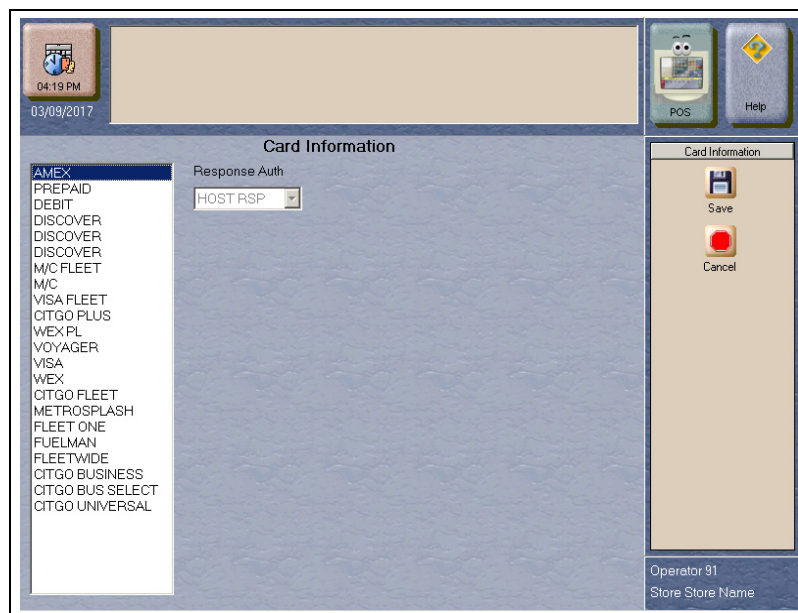 04:19 PM
03/09/2017
POS
Help
Card Information
AMEX
PREPAID
DEBIT
DISCOVER
DISCOVER
DISCOVER
M/C FLEET
M/C
VISA FLEET
CITGO PLUS
WEX PL
VOYAGER
VISA
WEX
CITGO FLEET
METROSPLASH
FLEET ONE
FUELMAN
FLEETWIDE
CITGO BUSINESS
CITGO BUS SELECT
CITGO UNIVERSAL
Response Auth
HOST RSP
Card Information
Save
Cancel
Operator 91
Store Store Name